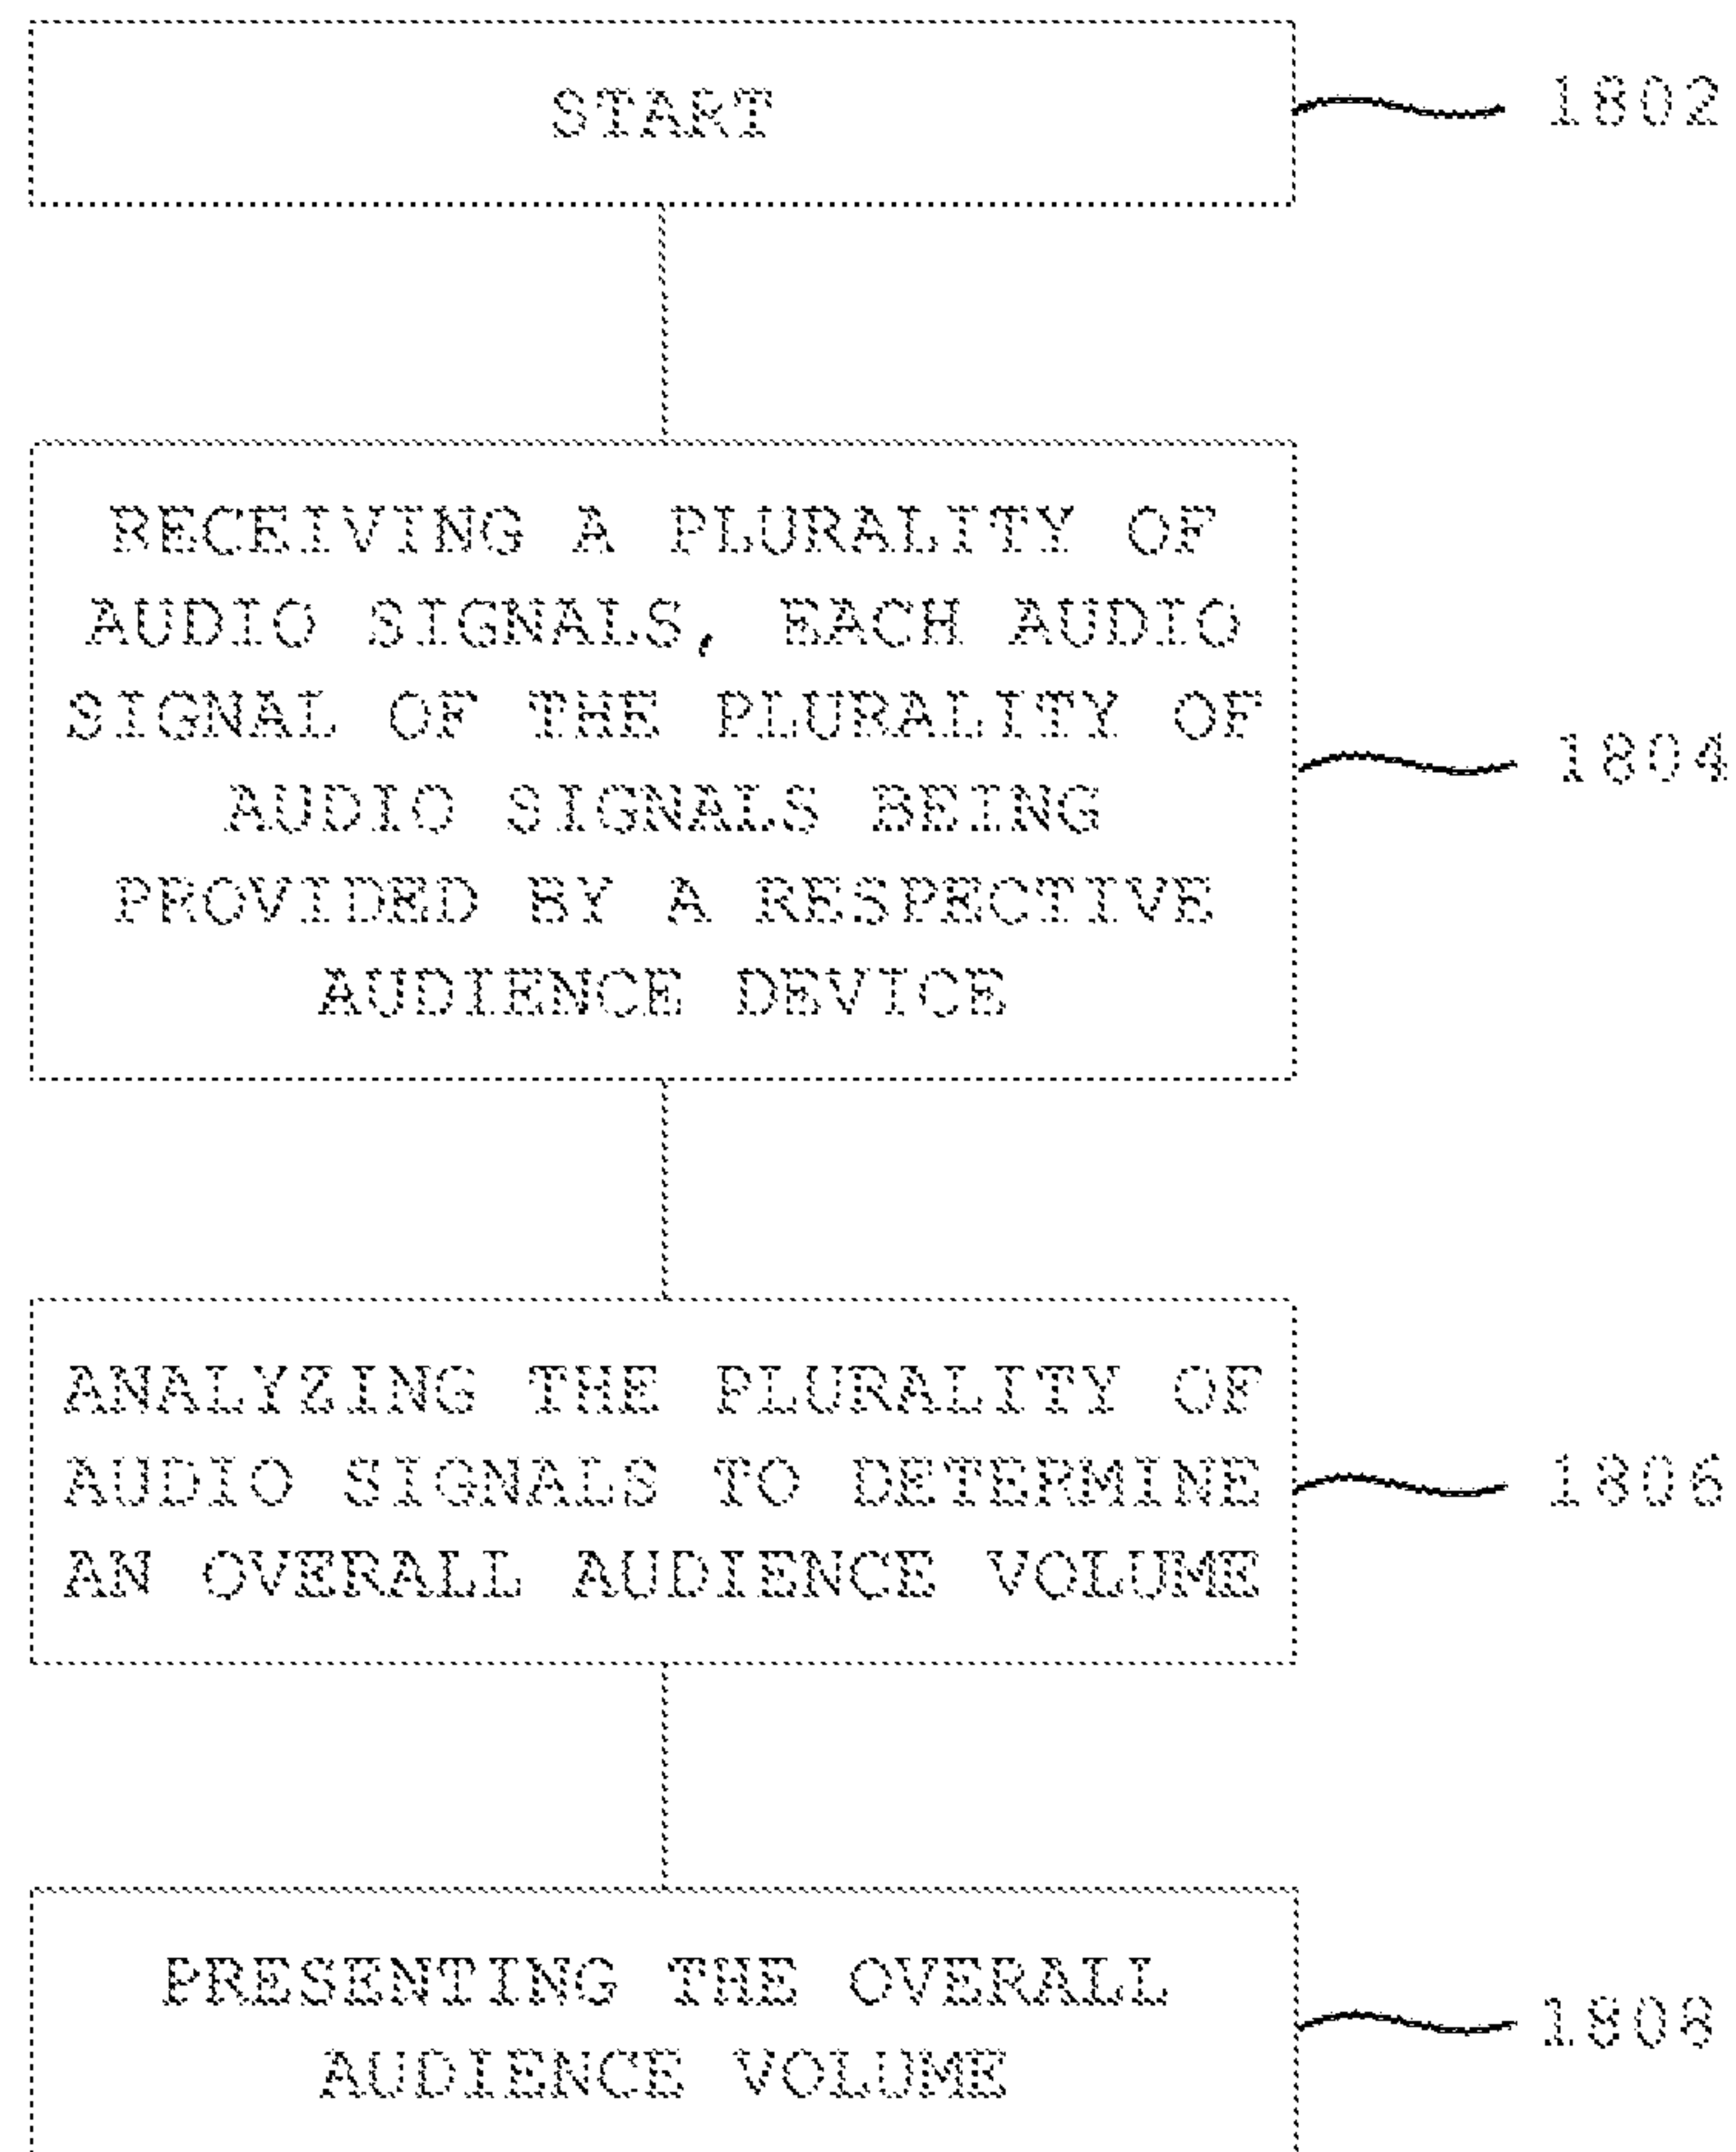 START
1802
RECEIVING A PLURALITY OF
AUDIO SIGNALS, EACH AUDIO
SIGNAL OF THE PLURALITY OF
AUDIO SIGNALS BEING
PROVIDED BY A RESPECTIVE
AUDIENCE DEVICE
1804
ANALYZING THE PLURALITY OF
AUDIO SIGNALS TO DETERMINE
AN OVERALL AUDIENCE VOLUME
1806
PRESENTING THE OVERALL
AUDIENCE VOLUME
1808